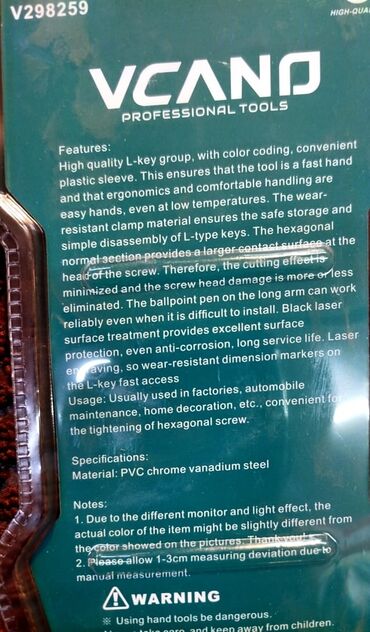 V298259
HIGH-QUA
VCANO
PROFESSIONAL TOOLS
Features:
High quality L-key group, with color coding, convenient
plastic sleeve. This ensures that the tool is a fast hand
and that ergonomics and comfortable handling are
easy hands, even at low temperatures. The wear-
resistant clamp material ensures the safe storage and
simple disassembly of L-type keys. The hexagonal
normal section provides a larger contact surface at the
head of the screw. Therefore, the cutting effect is
minimized and the screw head damage is more or less
eliminated. The ballpoint pen on the long arm can work
reliably even when it is difficult to install. Black laser
surface treatment provides excellent surface
protection, even anti-corrosion, long service life. Laser
engraving, so wear-resistant dimension markers on
the L-key fast access
Usage: Usually used in factories, automobile
maintenance, home decoration, etc., convenient for
the tightening of hexagonal screw.
Specifications:
Material: PVC chrome vanadium steel
Notes:
1. Due to the different monitor and light effect, the
actual color of the item might be slightly different from
the color showed on the pictures. Thank you!
2. Please allow 1-3cm measuring deviation due to
manual measurement.
WARNING
※ Using hand tools be dangerous.
take care, and keep away from children.